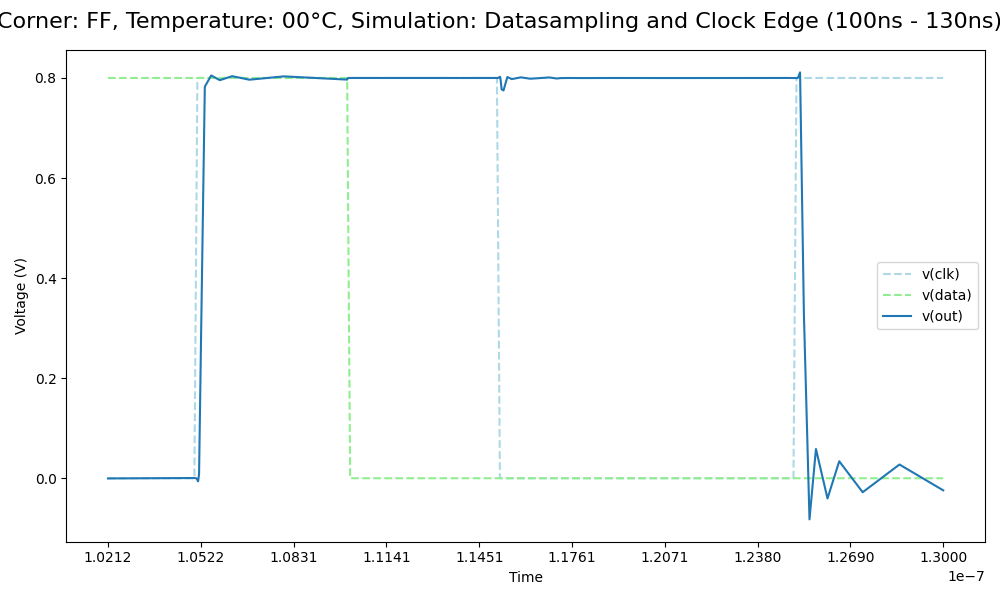 Corner: FF, Temperature: 00°C, Simulation: Datasampling and Clock Edge (100ns - 130ns)
0.8
0.6
0.4
0.2
0.0
Voltage (V)
v(clk)
v(data)
v(out)
1.0212 1.0522 1.0831 1.1141 1.1451 1.1761 1.2071 1.2380 1.2690 1.3000
1e−7
Time